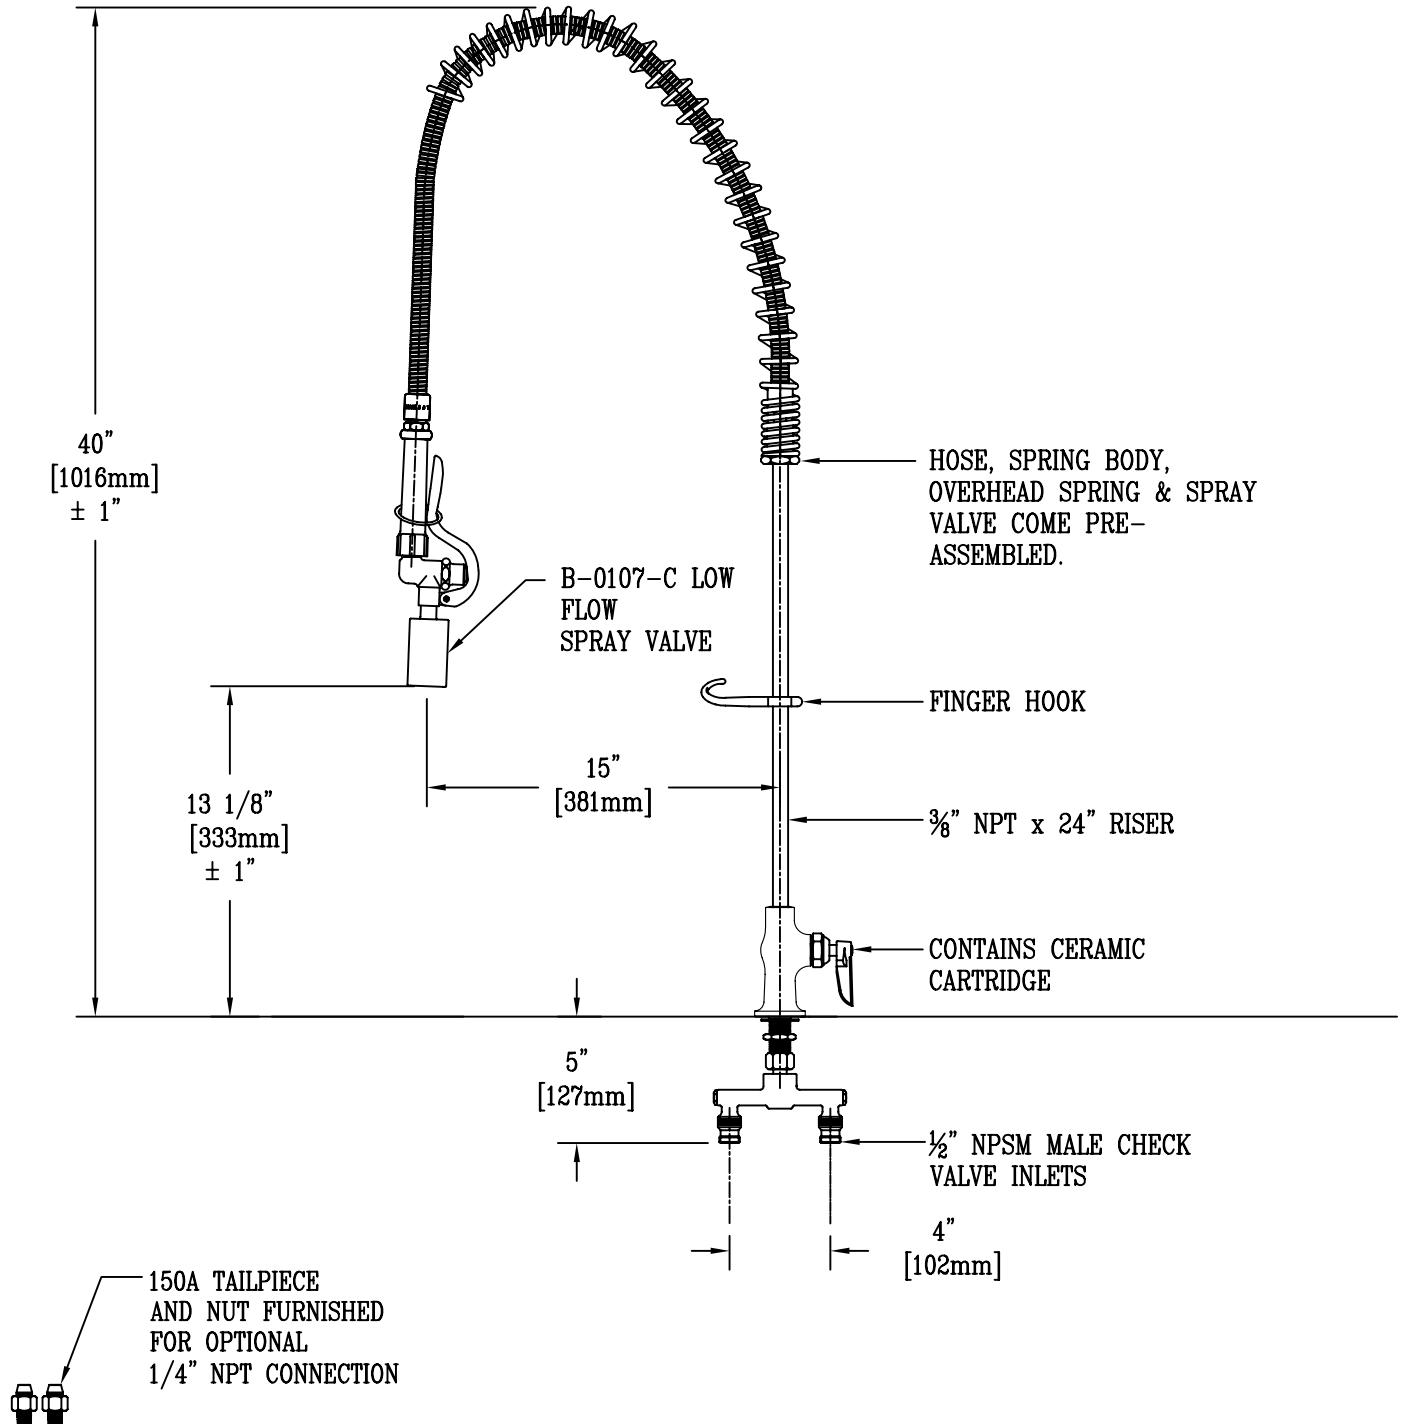 40"
[1016mm]
± 1"
HOSE, SPRING BODY,
OVERHEAD SPRING & SPRAY
VALVE COME PRE-
ASSEMBLED.
B-0107-C LOW
FLOW
SPRAY VALVE
FINGER HOOK
15"
[381mm]
13 1/8"
[333mm]
± 1"
⅜" NPT x 24" RISER
CONTAINS CERAMIC
CARTRIDGE
5"
[127mm]
½" NPSM MALE CHECK
VALVE INLETS
4"
[102mm]
150A TAILPIECE
AND NUT FURNISHED
FOR OPTIONAL
1/4" NPT CONNECTION